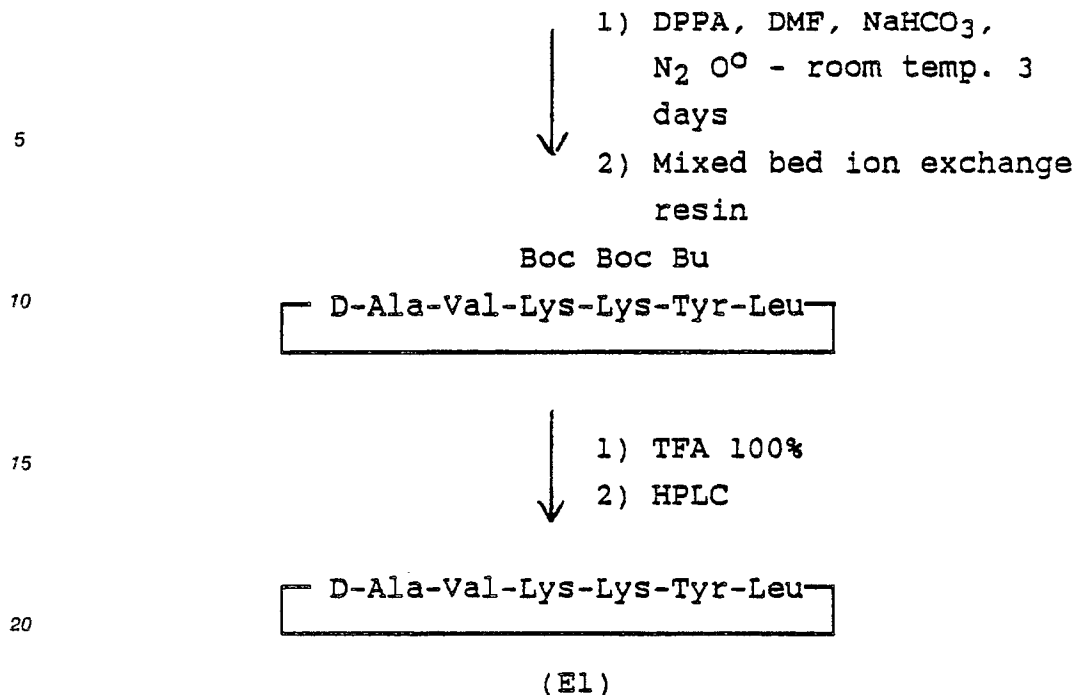 1) DPPA, DMF, NaHCO3,
N2 0º - room temp. 3
5
days
2) Mixed bed ion exchange
resin
Boc Boc Bu
10
D-Ala-Val-Lys-Lys-Tyr-Leu
15
1) TFA 100%
2) HPLC
D-Ala-Val-Lys-Lys-Tyr-Leu
20
(E1)